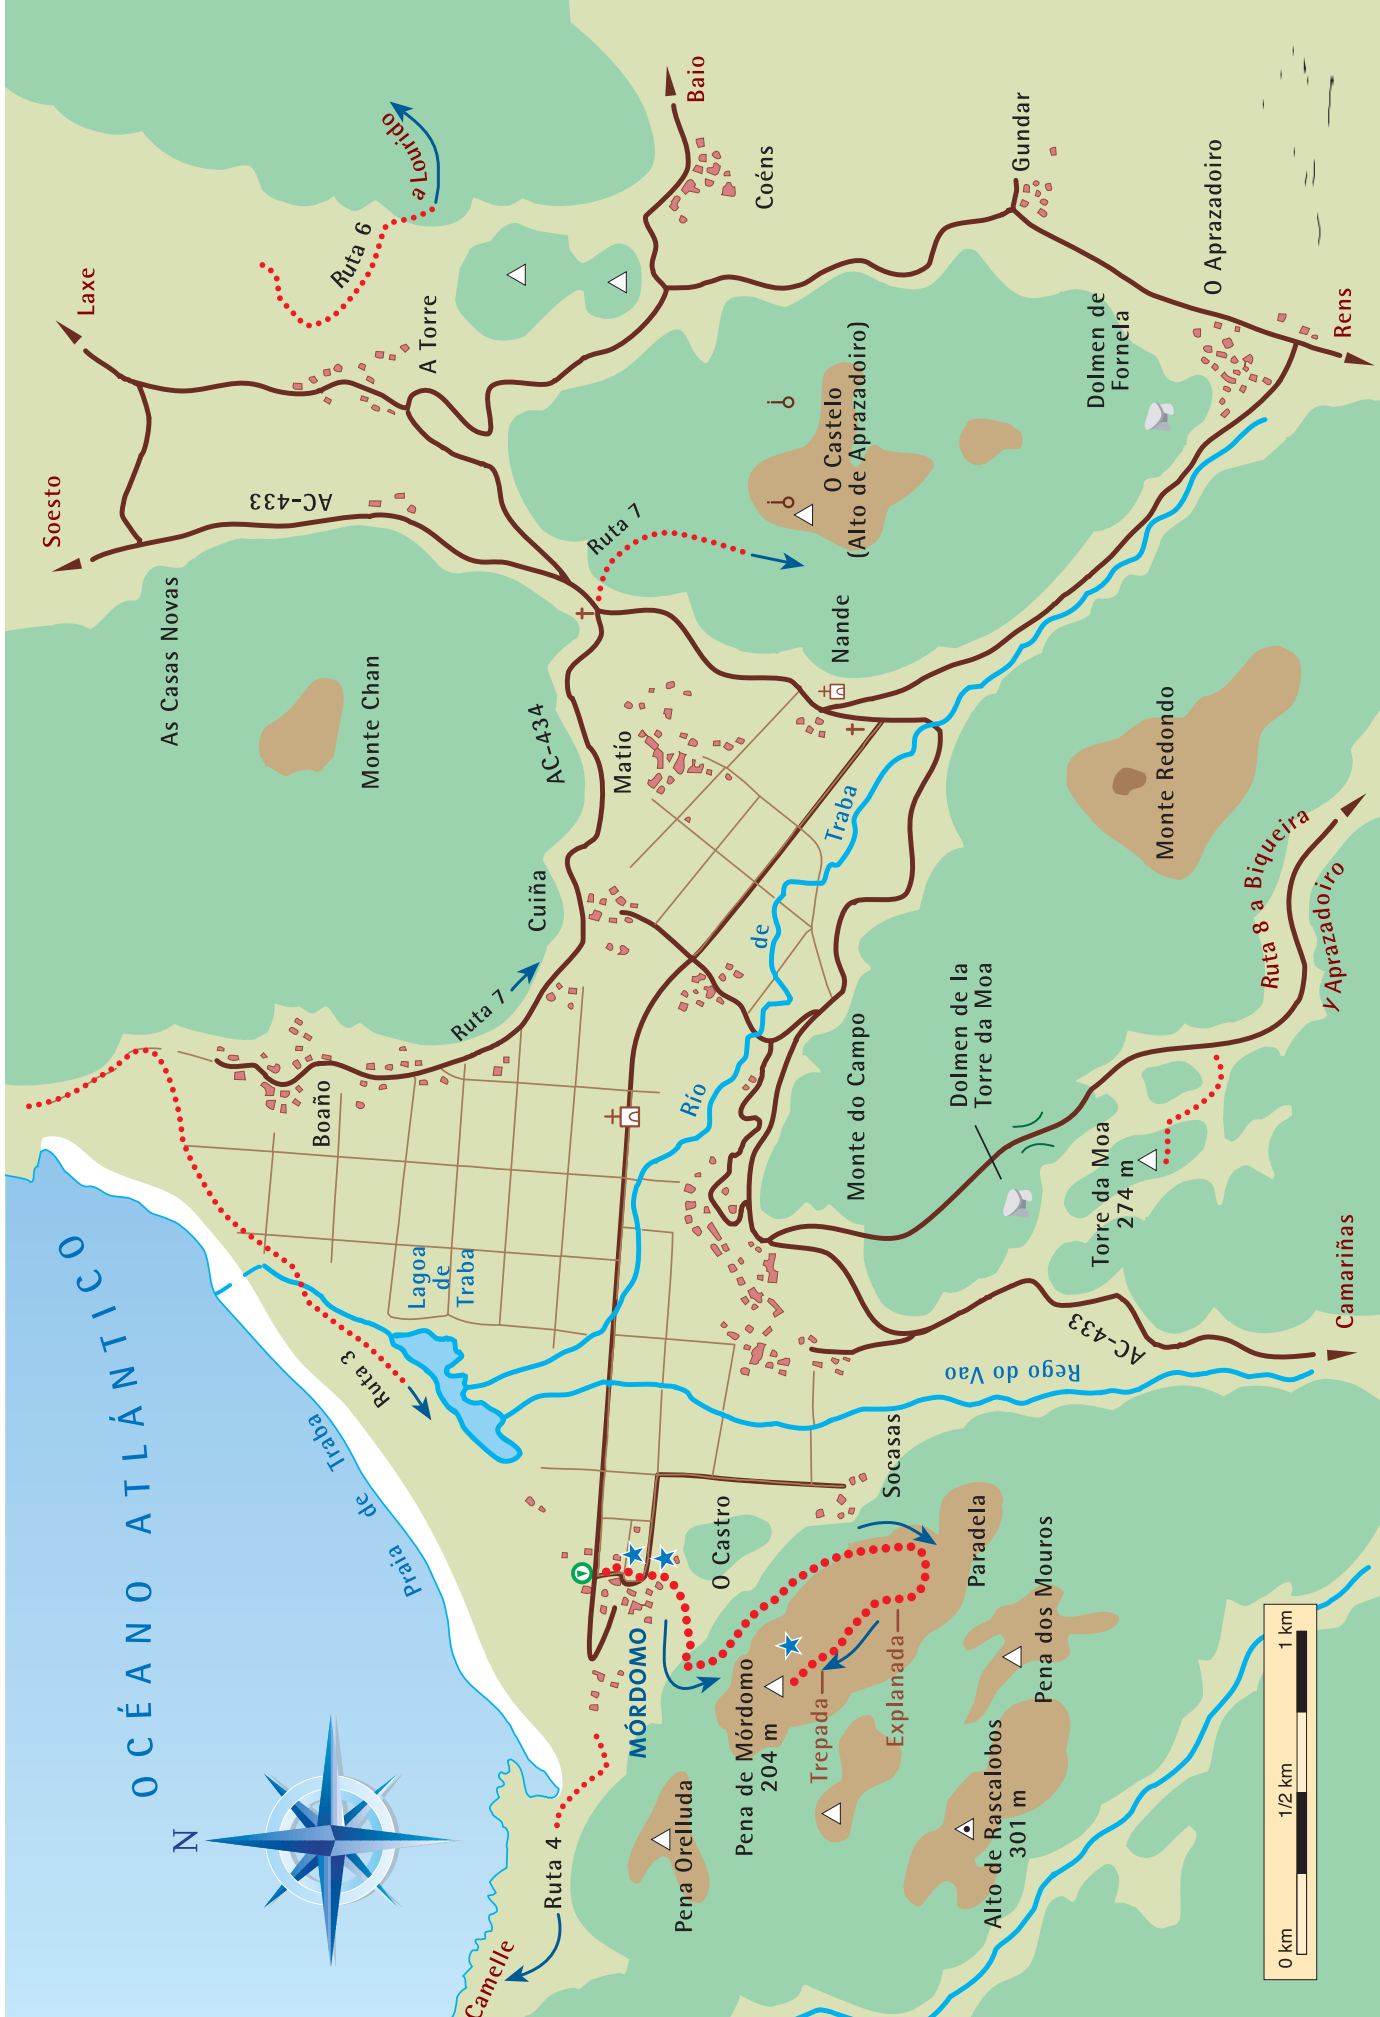 OCÉANO ATLÁNTICO
N
Praia de Traba
Soesto
Laxe
As Casas Novas
Monte Chan
AC-433
Ruta 6
a Lourido
A Torre
Baio
Coéns
Gundar
O Aprazadoiro
Rens
Dolmen de
Fornela
O Castelo
(Alto de Aprazadoiro)
Ruta 7
Nande
AC-434
Matío
Cuiña
Ruta 7
Boaño
Lagoa
de
Traba
Ruta 3
Río de Traba
Monte Redondo
Ruta 8 a Biqueira
y Aprazadoiro
Dolmen de la
Torre da Moa
Monte do Campo
Torre da Moa
274 m
Camariñas
AC-433
Rego do Vao
Socasas
O Castro
Paradela
Pena dos Mouros
MÓRDOMO
Pena de Mórdomo
204 m
Trepada
Explanada
Alto de Rascalobos
301 m
Pena Orelluda
Ruta 4
Camelle
0 km
1/2 km
1 km